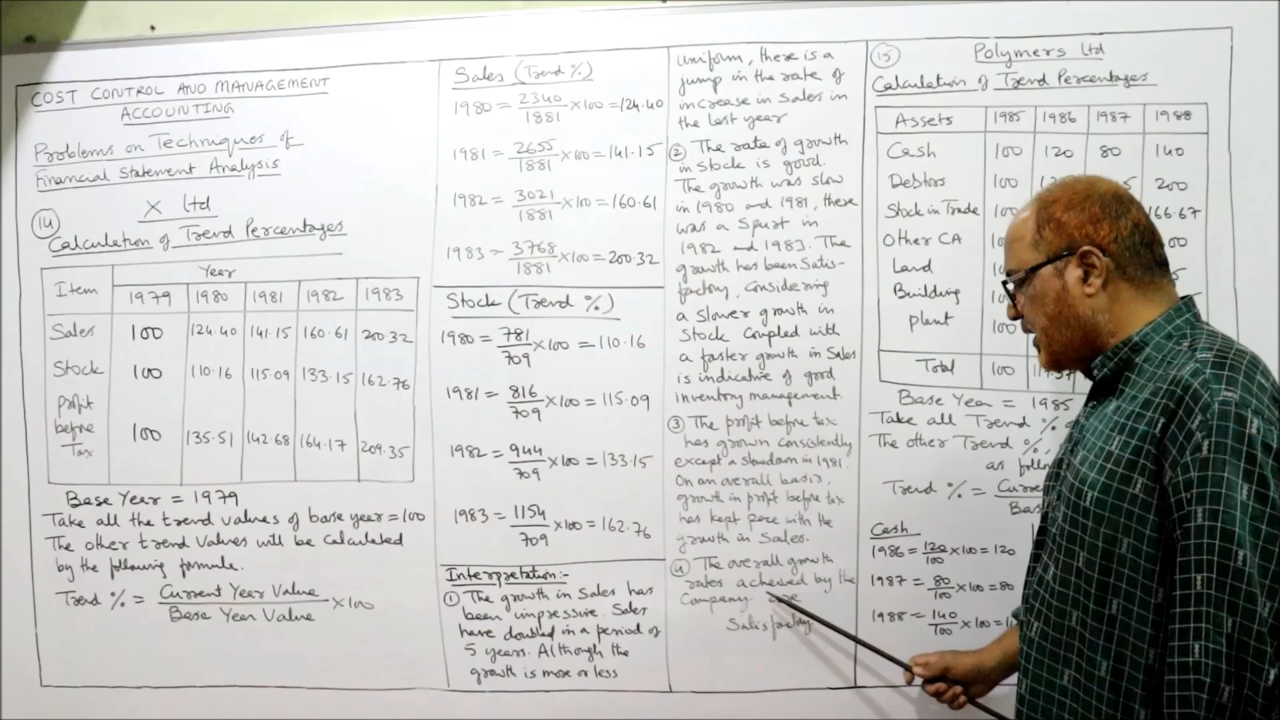 COST CONTROL AND MANAGEMENT
ACCOUNTING
Problems on Techniques of
Financial Statement Analysis
14 X Ltd
Calculation of Trend Percentages
Item Year
1979 1980 1981 1982 1983
Sales 100 124.40 141.15 160.61 200.32
Stock 100 110.16 115.09 133.15 162.76
Profit
before
Tax 100 135.51 142.68 164.17 209.35
Base Year = 1979
Take all the trend values of base year = 100
The other trend values will be calculated
by the following formule.
Trend % = Current Year Value / Base Year Value × 100
Sales (Trend %)
1980 = 2340/1881 × 100 = 124.40
1981 = 2655/1881 × 100 = 141.15
1982 = 3021/1881 × 100 = 160.61
1983 = 3768/1881 × 100 = 200.32
Stock (Trend %)
1980 = 781/709 × 100 = 110.16
1981 = 816/709 × 100 = 115.09
1982 = 944/709 × 100 = 133.15
1983 = 1154/709 × 100 = 162.76
Interpretation:-
1 The growth in Sales has
been impressive. Sales
have doubled in a period of
5 years. Although the
growth is more or less
uniform, there is a
jump in the rate of
increase in Sales in
the last year
2 The rate of growth
in stock is good.
The growth was slow
in 1980 and 1981, there
was a spurt in
1982 and 1983. The
growth has been Satis-
factory, Considering
a slower growth in
Stock Coupled with
a faster growth in Sales
is indicative of good
inventory management.
3 The profit before tax
has grown consistently
except a slowdown in 1981.
On an overall basis,
growth in profit before tax
has kept pace with the
growth in Sales.
4 The overall growth
rates achieved by the
Company are
Satisfactory
15 Polymers Ltd
Calculation of Trend Percentages
Assets 1985 1986 1987 1988
Cash 100 120 80 140
Debtors 100 200
Stock in Trade 100 166.67
Other CA
Land
Building
plant 100
Total 100
Base Year = 1985
Take all Trend %
The other Trend %
as
Trend % =
Cash
1986 = 120/100 × 100 = 120
1987 = 80/100 × 100 = 80
1988 = 140/100 × 100 =